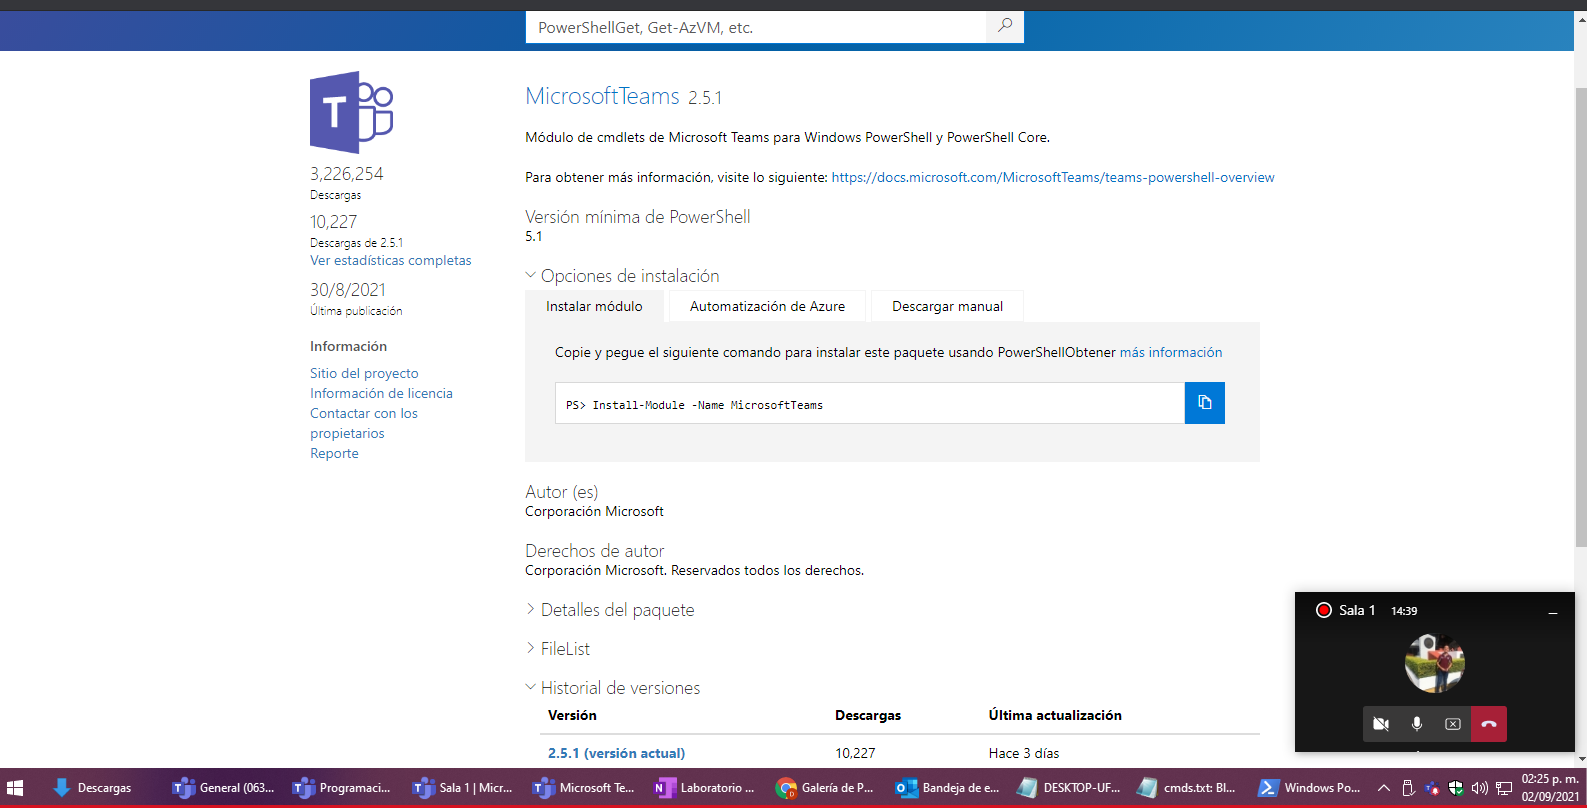 PowerShellGet, Get-AzVM, etc.
T
3,226,254
Descargas
10,227
Descargas de 2.5.1
Ver estadísticas completas
30/8/2021
Última publicación
Información
Sitio del proyecto
Información de licencia
Contactar con los
propietarios
Reporte
MicrosoftTeams 2.5.1
Módulo de cmdlets de Microsoft Teams para Windows PowerShell y PowerShell Core.
Para obtener más información, visite lo siguiente: https://docs.microsoft.com/MicrosoftTeams/teams-powershell-overview
Versión mínima de PowerShell
5.1
Opciones de instalación
Instalar módulo
Automatización de Azure
Descargar manual
Copie y pegue el siguiente comando para instalar este paquete usando PowerShellObtener más información
PS> Install-Module -Name MicrosoftTeams
Autor (es)
Corporación Microsoft
Derechos de autor
Corporación Microsoft. Reservados todos los derechos.
Detalles del paquete
FileList
Historial de versiones
Versión Descargas Última actualización
2.5.1 (versión actual) 10,227 Hace 3 días
Sala 1 14:39
Descargas
General (063...
Programaci...
Sala 1 | Micr...
Microsoft Te...
Laboratorio ...
Galería de P...
Bandeja de e...
DESKTOP-UF...
cmds.txt: Bl...
Windows Po...
02:25 p. m.
02/09/2021